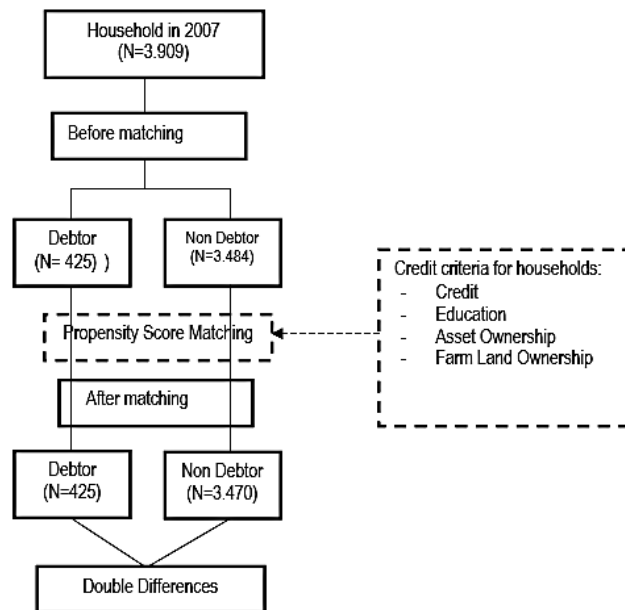 Household in 2007
(N=3.909)
Before matching
Debtor
(N= 425) )
Non Debtor
(N=3.484)
Credit criteria for households:
- Credit
- Education
- Asset Ownership
- Farm Land Ownership
Propensity Score Matching
After matching
Debtor
(N=425)
Non Debtor
(N=3.470)
Double Differences